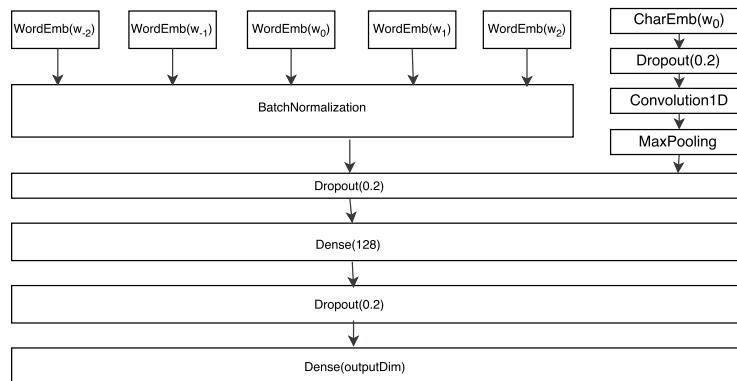 WordEmb(w-2) WordEmb(w-1) WordEmb(w0) WordEmb(w1) WordEmb(w2) CharEmb(w0)
Dropout(0.2)
Convolution1D
BatchNormalization
MaxPooling
Dropout(0.2)
Dense(128)
Dropout(0.2)
Dense(outputDim)